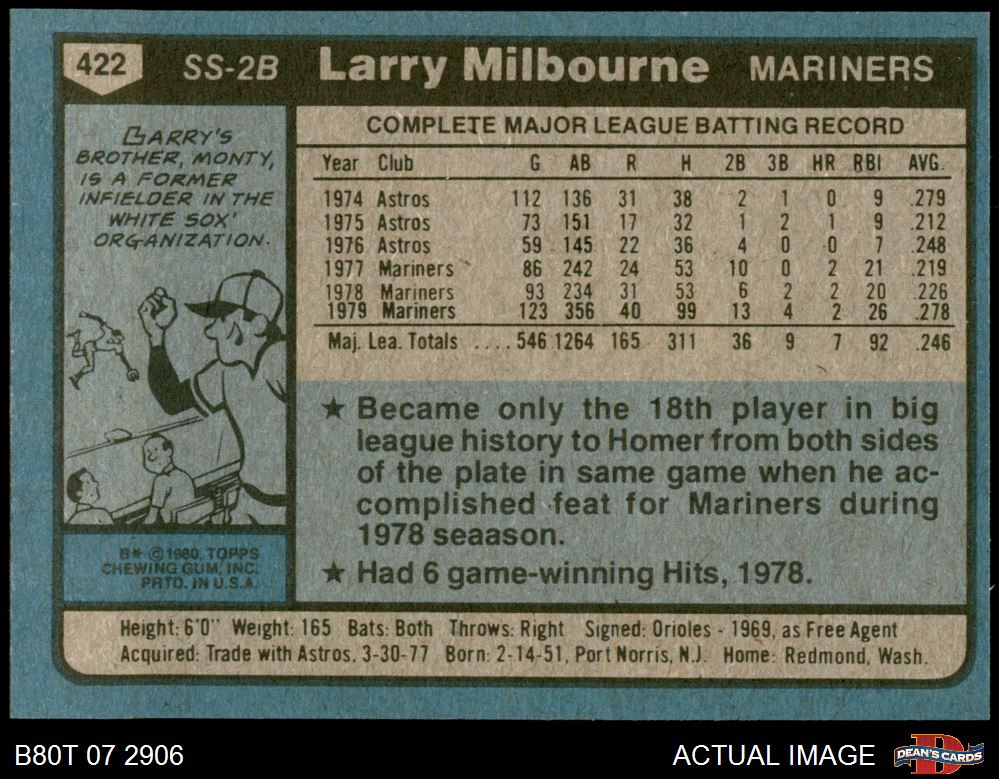 422 SS-2B Larry Milbourne MARINERS
LARRY'S
BROTHER, MONTY,
IS A FORMER
INFIELDER IN THE
WHITE SOX'
ORGANIZATION.
B* © 1980, TOPPS
CHEWING GUM, INC.
PRTD. IN U.S.A.
COMPLETE MAJOR LEAGUE BATTING RECORD
Year Club G AB R H 2B 3B HR RBI AVG.
1974 Astros 112 136 31 38 2 1 0 9 .279
1975 Astros 73 151 17 32 1 2 1 9 .212
1976 Astros 59 145 22 36 4 0 0 7 .248
1977 Mariners 86 242 24 53 10 0 2 21 .219
1978 Mariners 93 234 31 53 6 2 2 20 .226
1979 Mariners 123 356 40 99 13 4 2 26 .278
Maj. Lea. Totals .... 546 1264 165 311 36 9 7 92 .246
★ Became only the 18th player in big
league history to Homer from both sides
of the plate in same game when he ac-
complished feat for Mariners during
1978 seaason.
★ Had 6 game-winning Hits, 1978.
Height: 6'0" Weight: 165 Bats: Both Throws: Right Signed: Orioles - 1969, as Free Agent
Acquired: Trade with Astros, 3-30-77 Born: 2-14-51, Port Norris, N.J. Home: Redmond, Wash.
B80T 07 2906 ACTUAL IMAGE DEAN'S CARDS